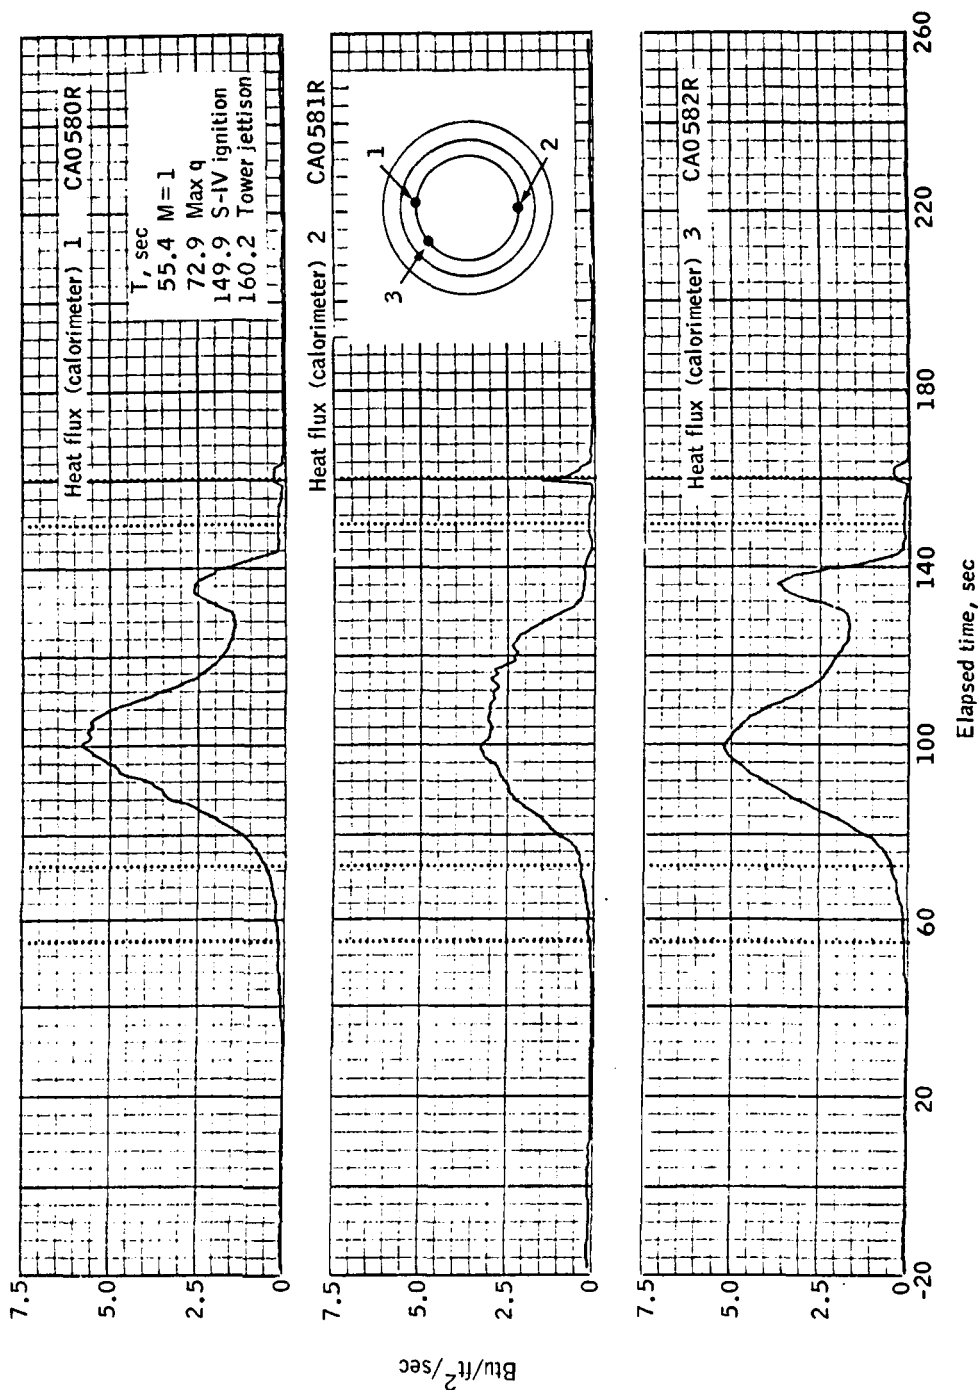 Heat flux (calorimeter) 1 CA0580R
T, sec
55.4 M = 1
72.9 Max q
149.9 S-IV ignition
160.2 Tower jettison
7.5
5.0
2.5
0
Heat flux (calorimeter) 2 CA0581R
1
2
3
7.5
5.0
2.5
0
Btu/ft²/sec
Heat flux (calorimeter) 3 CA0582R
7.5
5.0
2.5
0
-20
20
60
100
140
180
220
260
Elapsed time, sec